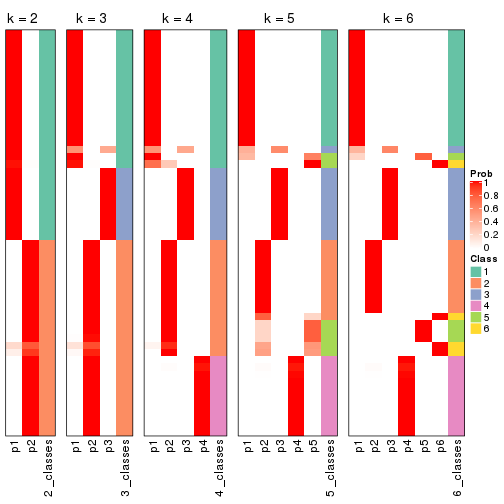 k = 2
k = 3
k = 4
k = 5
k = 6
Prob
1
0.8
0.6
0.4
0.2
0
Class
1
2
3
4
5
6
p1
p2
2_classes
p1
p2
p3
3_classes
p1
p2
p3
p4
4_classes
p1
p2
p3
p4
p5
5_classes
p1
p2
p3
p4
p5
p6
6_classes